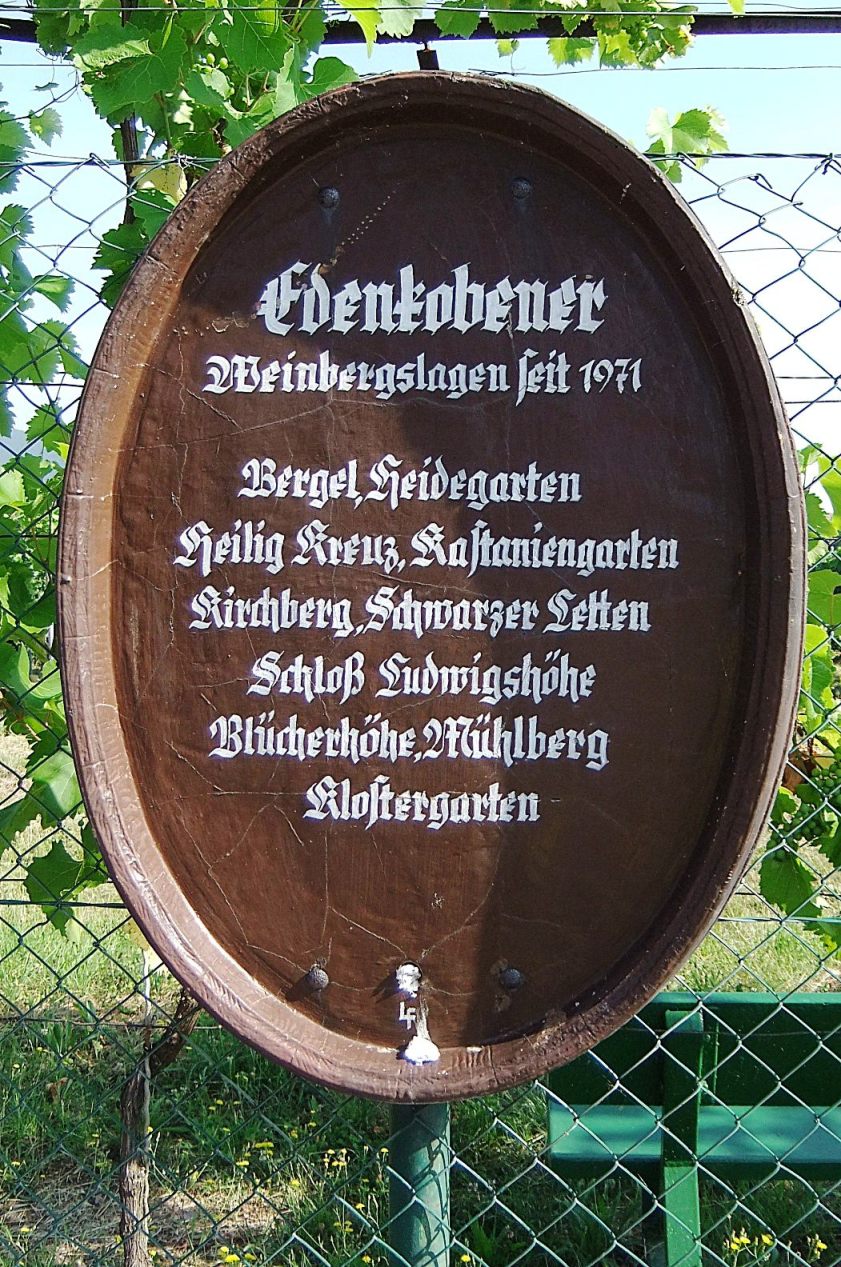 Edenkobener
Weinbergslagen seit 1971
Bergel, Heidegarten
Heilig Kreuz, Kastaniengarten
Kirchberg, Schwarzer Letten
Schloß Ludwigshöhe
Blücherhöhe, Mühlberg
Klostergarten